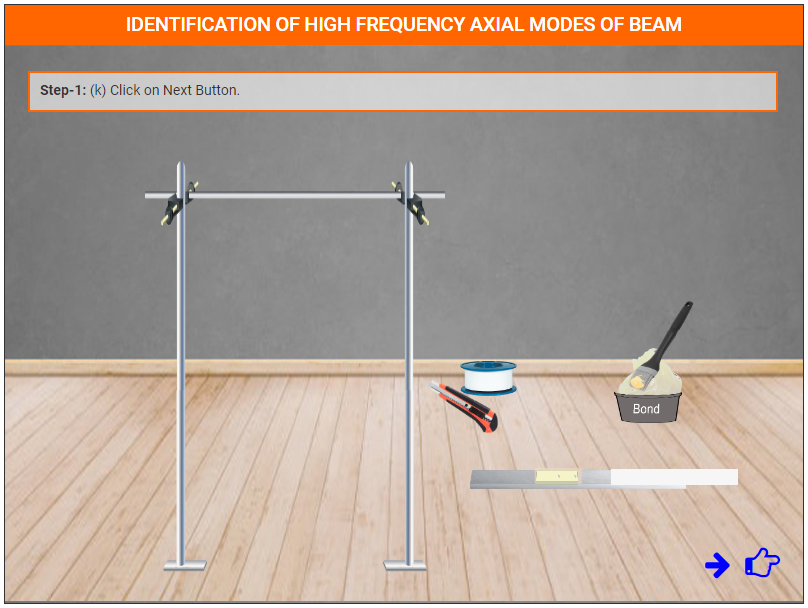 IDENTIFICATION OF HIGH FREQUENCY AXIAL MODES OF BEAM
Step-1: (k) Click on Next Button.
Bond